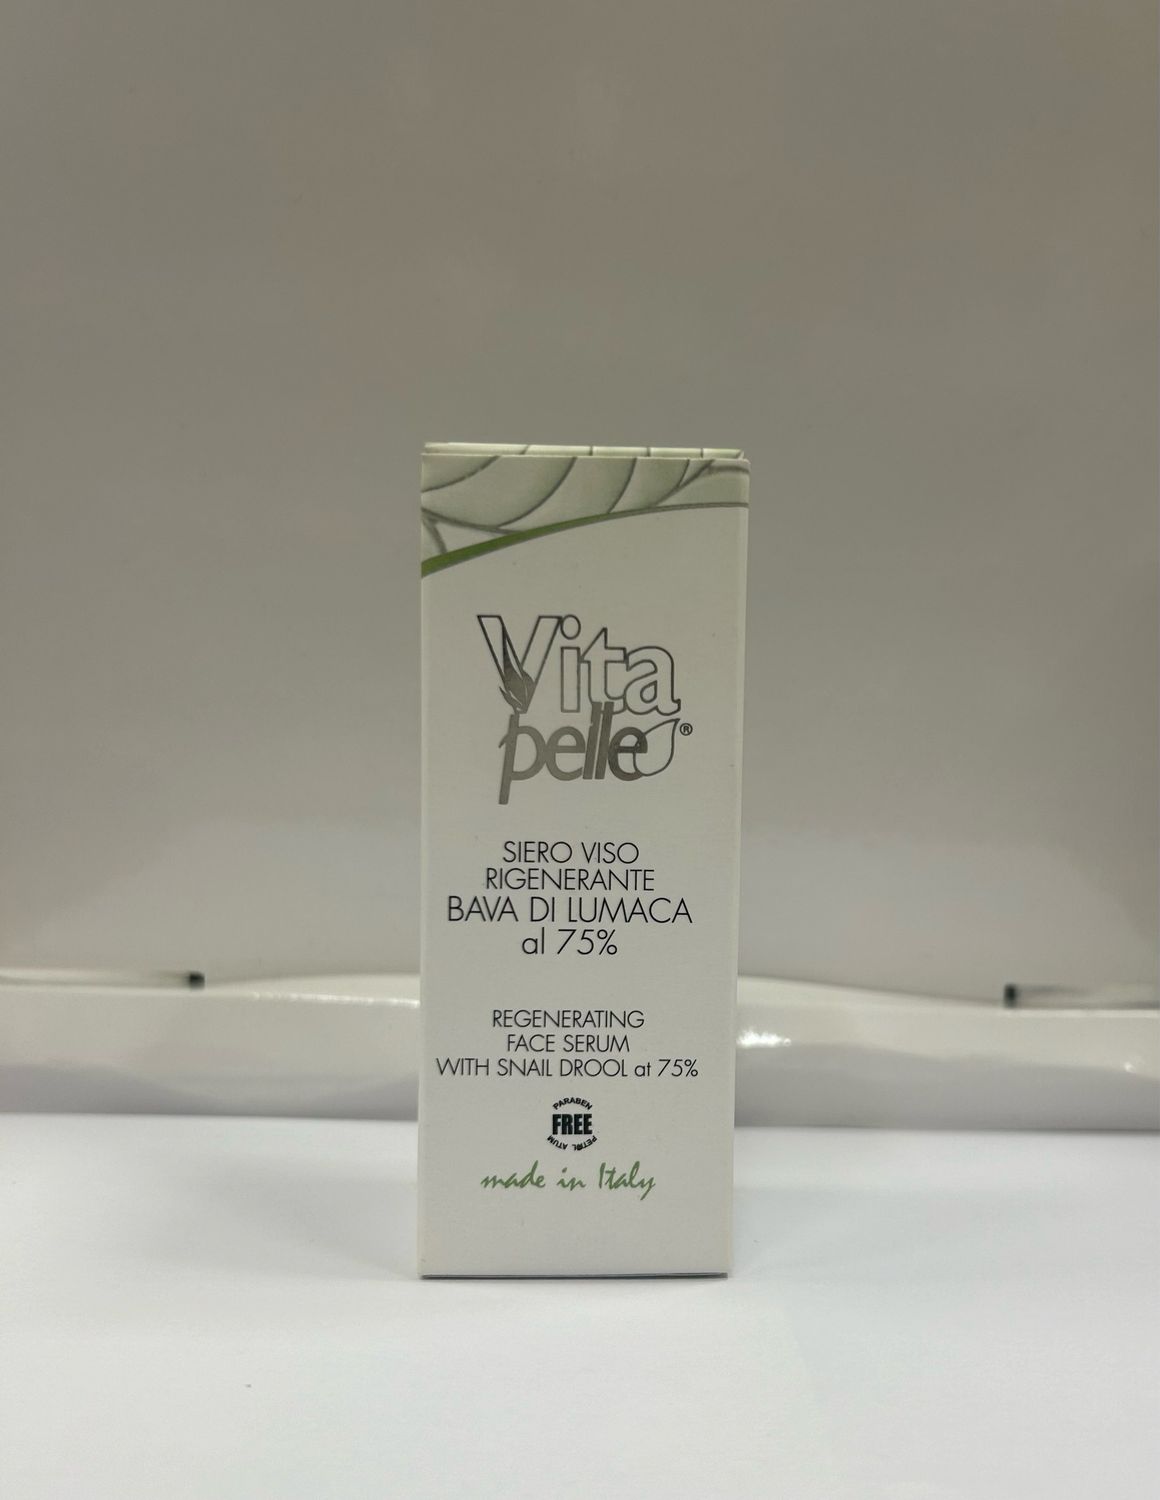 Vita
pelle®
SIERO VISO
RIGENERANTE
BAVA DI LUMACA
al 75%
REGENERATING
FACE SERUM
WITH SNAIL DROOL at 75%
PARABEN
FREE
PETROLATUM
made in Italy